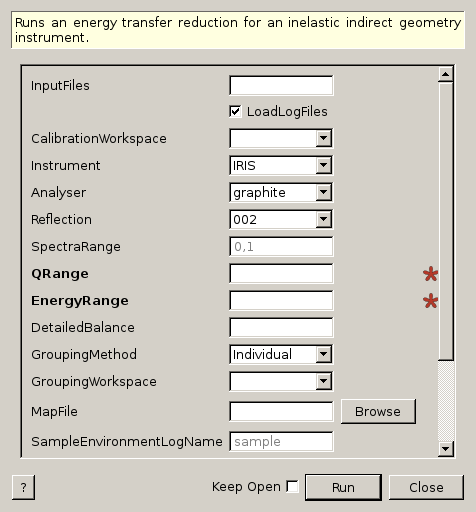 Runs an energy transfer reduction for an inelastic indirect geometry
instrument.
InputFiles
LoadLogFiles
CalibrationWorkspace
Instrument IRIS
Analyser graphite
Reflection 002
SpectraRange 0,1
QRange
EnergyRange
DetailedBalance
GroupingMethod Individual
GroupingWorkspace
MapFile Browse
SampleEnvironmentLogName sample
? Keep Open Run Close